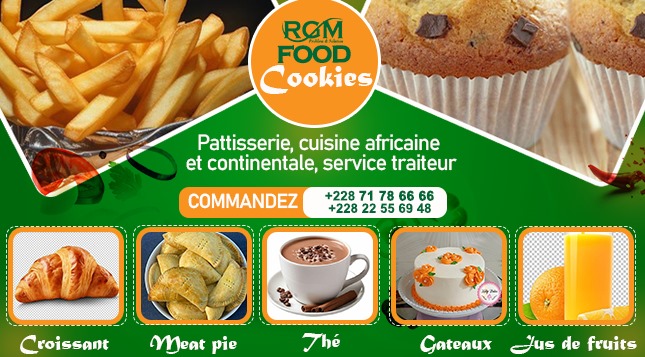 RGM
FOOD
Cookies
Pattisserie, cuisine africaine
et continentale, service traiteur
COMMANDEZ
+228 71 78 66 66
+228 22 55 69 48
Croissant
Meat pie
Thé
Gateaux
Jus de fruits